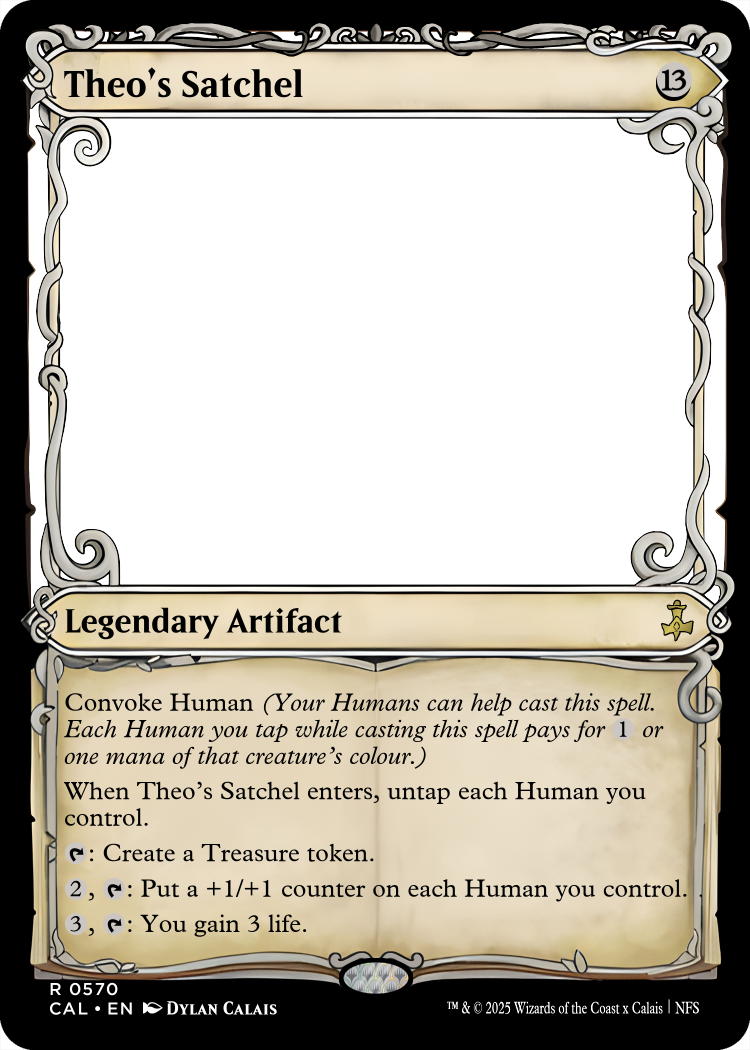 Theo's Satchel 13
Legendary Artifact
Convoke Human (Your Humans can help cast this spell.
Each Human you tap while casting this spell pays for 1 or
one mana of that creature's colour.)
When Theo's Satchel enters, untap each Human you
control.
: Create a Treasure token.
2, : Put a +1/+1 counter on each Human you control.
3, : You gain 3 life.
R 0570
CAL • EN Dylan Calais
™ & © 2025 Wizards of the Coast x Calais | NFS